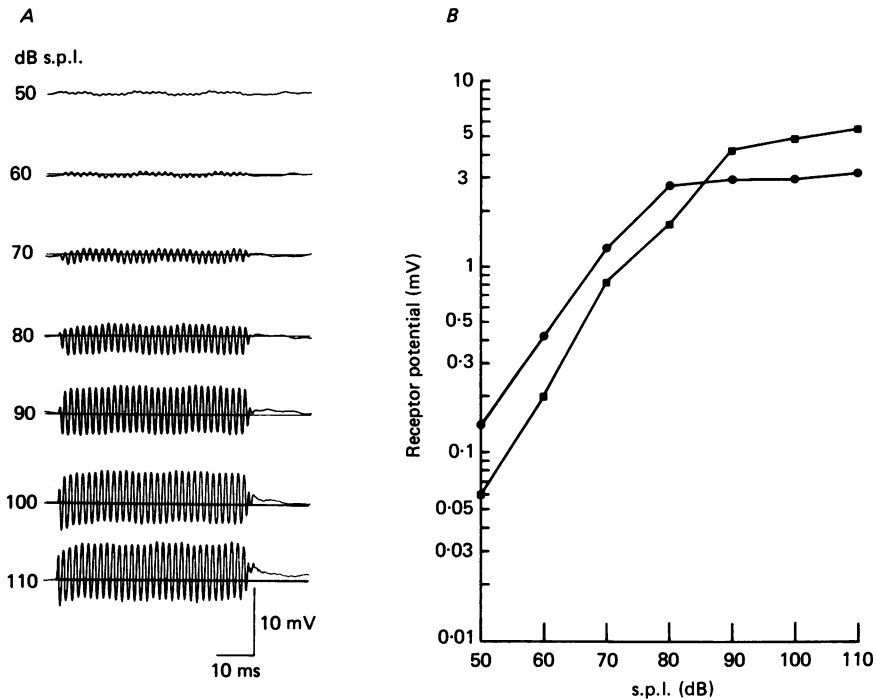 A
dB s.p.l.
50
60
70
80
90
100
110
10 mV
10 ms
B
10
5
3
1
0·5
0·3
0·1
0·05
0·03
0·01
Receptor potential (mV)
50 60 70 80 90 100 110
s.p.l. (dB)